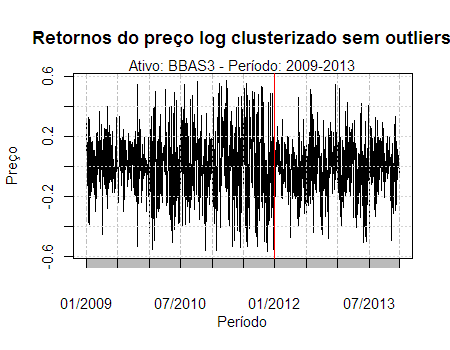 Retornos do preço log clusterizado sem outliers
Ativo: BBAS3 - Período: 2009-2013
Preço
0.6
0.2
-0.2
-0.6
01/2009 07/2010 01/2012 07/2013
Período